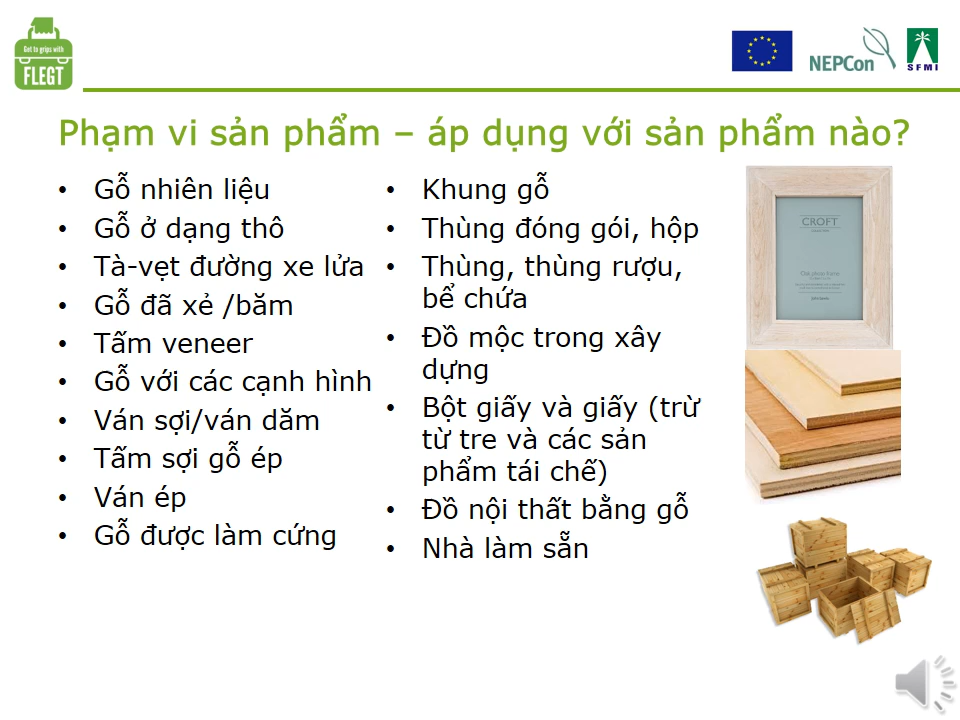 Get to grips with
FLEGT
NEPCon
SFMI
Phạm vi sản phẩm – áp dụng với sản phẩm nào?
• Gỗ nhiên liệu
• Gỗ ở dạng thô
• Tà-vẹt đường xe lửa
• Gỗ đã xẻ /băm
• Tấm veneer
• Gỗ với các cạnh hình
• Ván sợi/ván dăm
• Tấm sợi gỗ ép
• Ván ép
• Gỗ được làm cứng
• Khung gỗ
• Thùng đóng gói, hộp
• Thùng, thùng rượu,
bể chứa
• Đồ mộc trong xây
dựng
• Bột giấy và giấy (trừ
từ tre và các sản
phẩm tái chế)
• Đồ nội thất bằng gỗ
• Nhà làm sẵn
CROFT